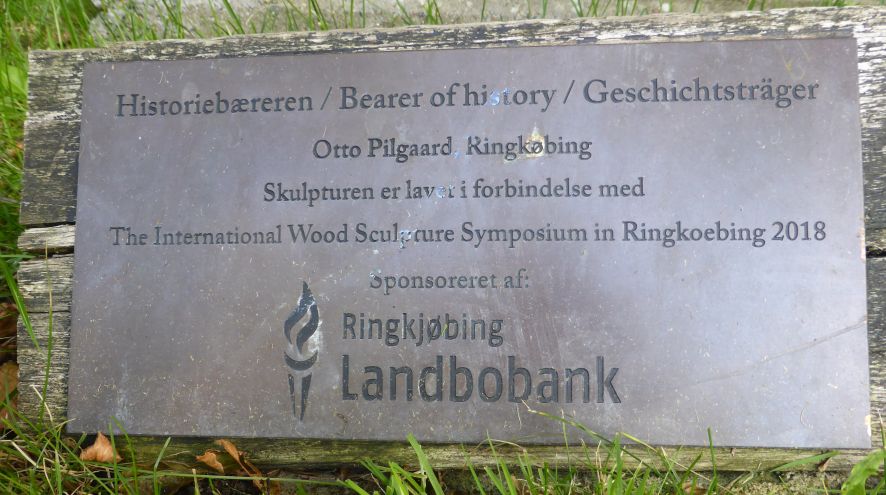 Historiebæreren / Bearer of history / Geschichtsträger
Otto Pilgaard, Ringkøbing
Skulpturen er lavet i forbindelse med
The International Wood Sculpture Symposium in Ringkoebing 2018
Sponsoreret af:
Ringkjøbing
Landbobank